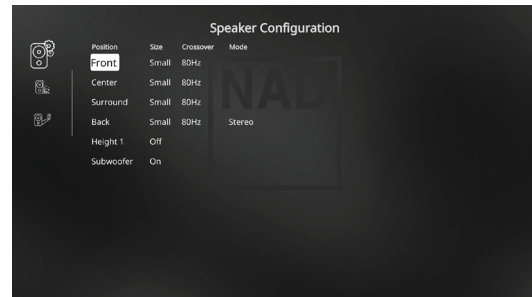 Speaker Configuration
Position Size Crossover Mode
Front Small 80Hz
Center Small 80Hz
Surround Small 80Hz
Back Small 80Hz Stereo
Height 1 Off
Subwoofer On
NAD